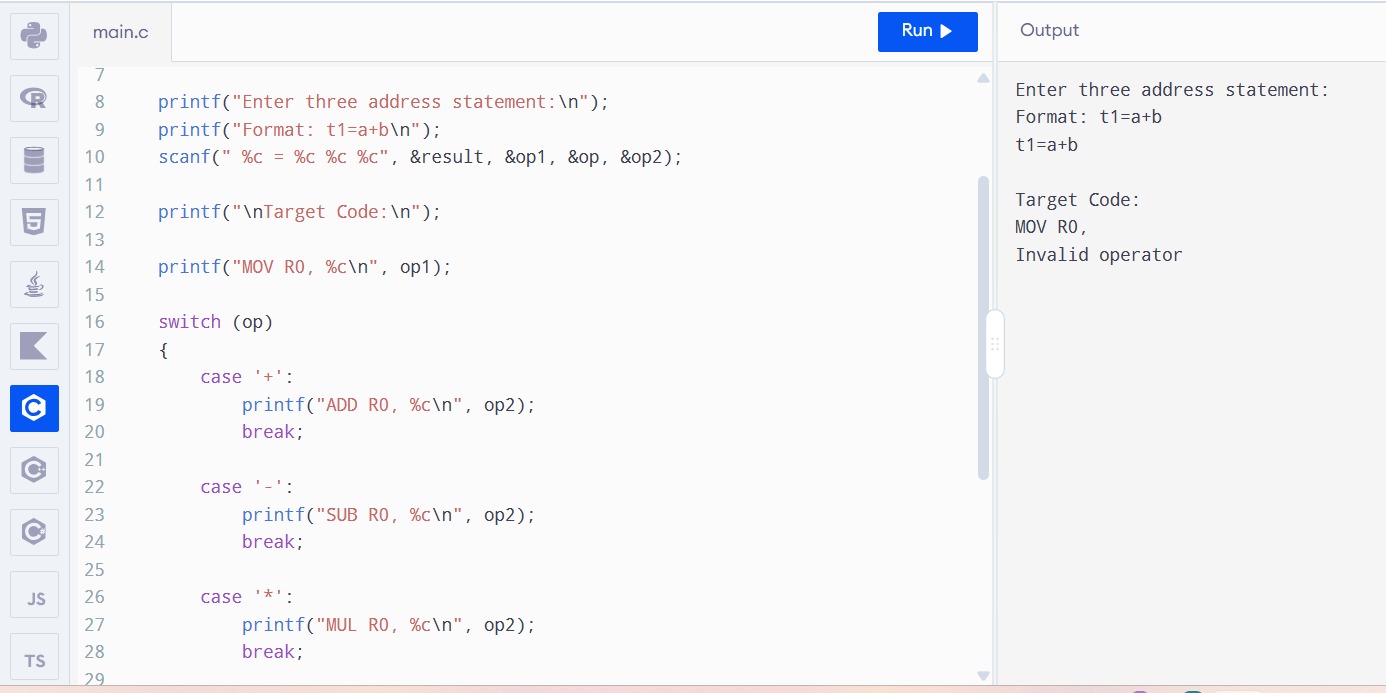 main.c
Run
Output
7
8 printf("Enter three address statement:\n");
9 printf("Format: t1=a+b\n");
10 scanf(" %c = %c %c %c", &result, &op1, &op, &op2);
11
12 printf("\nTarget Code:\n");
13
14 printf("MOV R0, %c\n", op1);
15
16 switch (op)
17 {
18 case '+':
19 printf("ADD R0, %c\n", op2);
20 break;
21
22 case '-':
23 printf("SUB R0, %c\n", op2);
24 break;
25
26 case '*':
27 printf("MUL R0, %c\n", op2);
28 break;
29
Enter three address statement:
Format: t1=a+b
t1=a+b
Target Code:
MOV R0,
Invalid operator
R
5
C
C
C
JS
TS